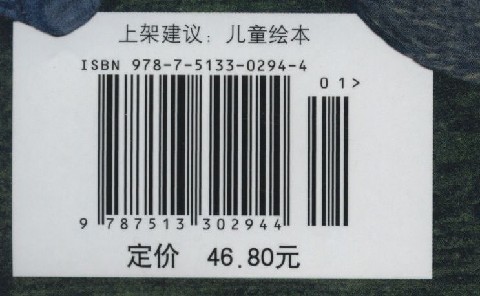 上架建议：儿童绘本
ISBN 978-7-5133-0294-4
01>
9 787513 302944
定价 46.80元